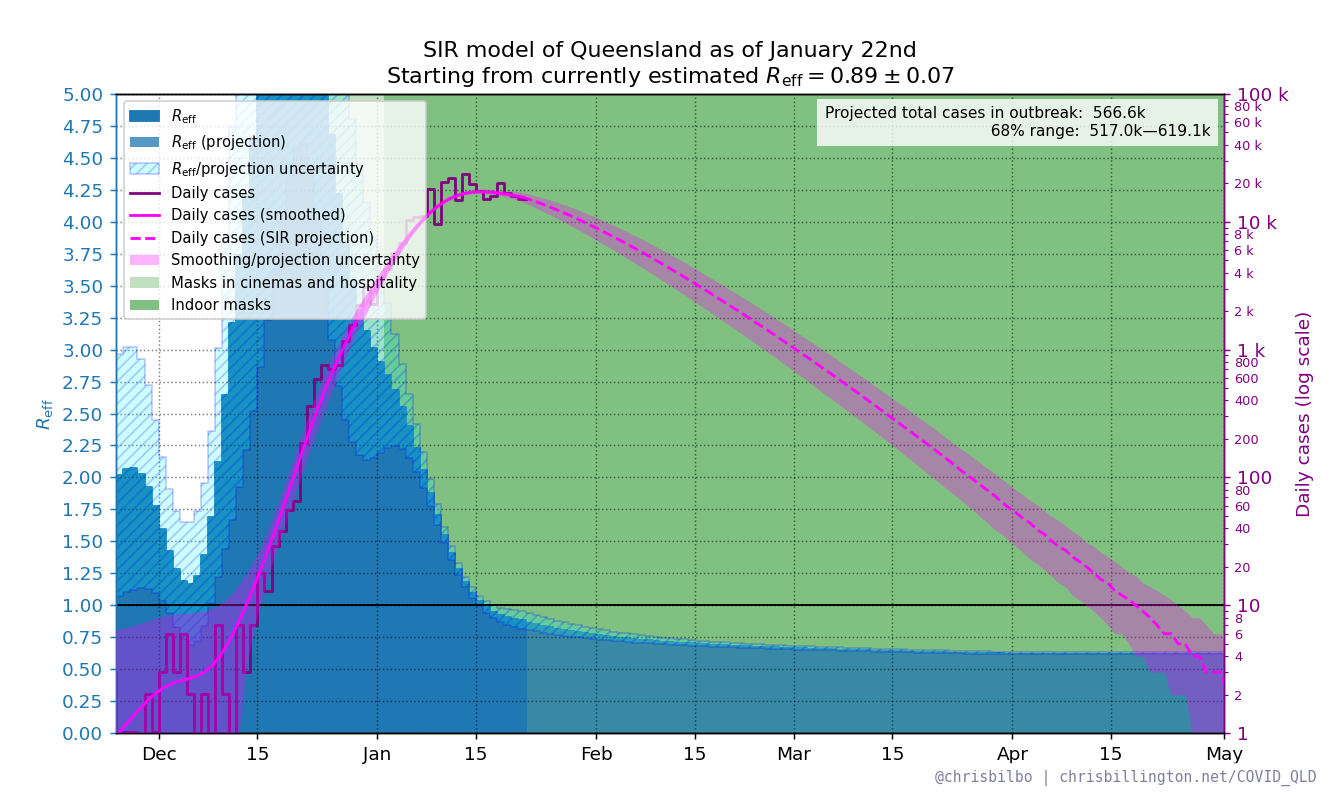 SIR model of Queensland as of January 22nd
Starting from currently estimated Reff = 0.89 ± 0.07
Reff
Reff (projection)
Reff/projection uncertainty
Daily cases
Daily cases (smoothed)
Daily cases (SIR projection)
Smoothing/projection uncertainty
Masks in cinemas and hospitality
Indoor masks
Projected total cases in outbreak: 566.6k
68% range: 517.0k—619.1k
Reff
5.00
4.75
4.50
4.25
4.00
3.75
3.50
3.25
3.00
2.75
2.50
2.25
2.00
1.75
1.50
1.25
1.00
0.75
0.50
0.25
0.00
100 k
80 k
60 k
40 k
20 k
10 k
8 k
6 k
4 k
2 k
1 k
800
600
400
200
100
80
60
40
20
10
8
6
4
2
1
Daily cases (log scale)
Dec 15 Jan 15 Feb 15 Mar 15 Apr 15 May
@chrisbilbo | chrisbillington.net/COVID_QLD